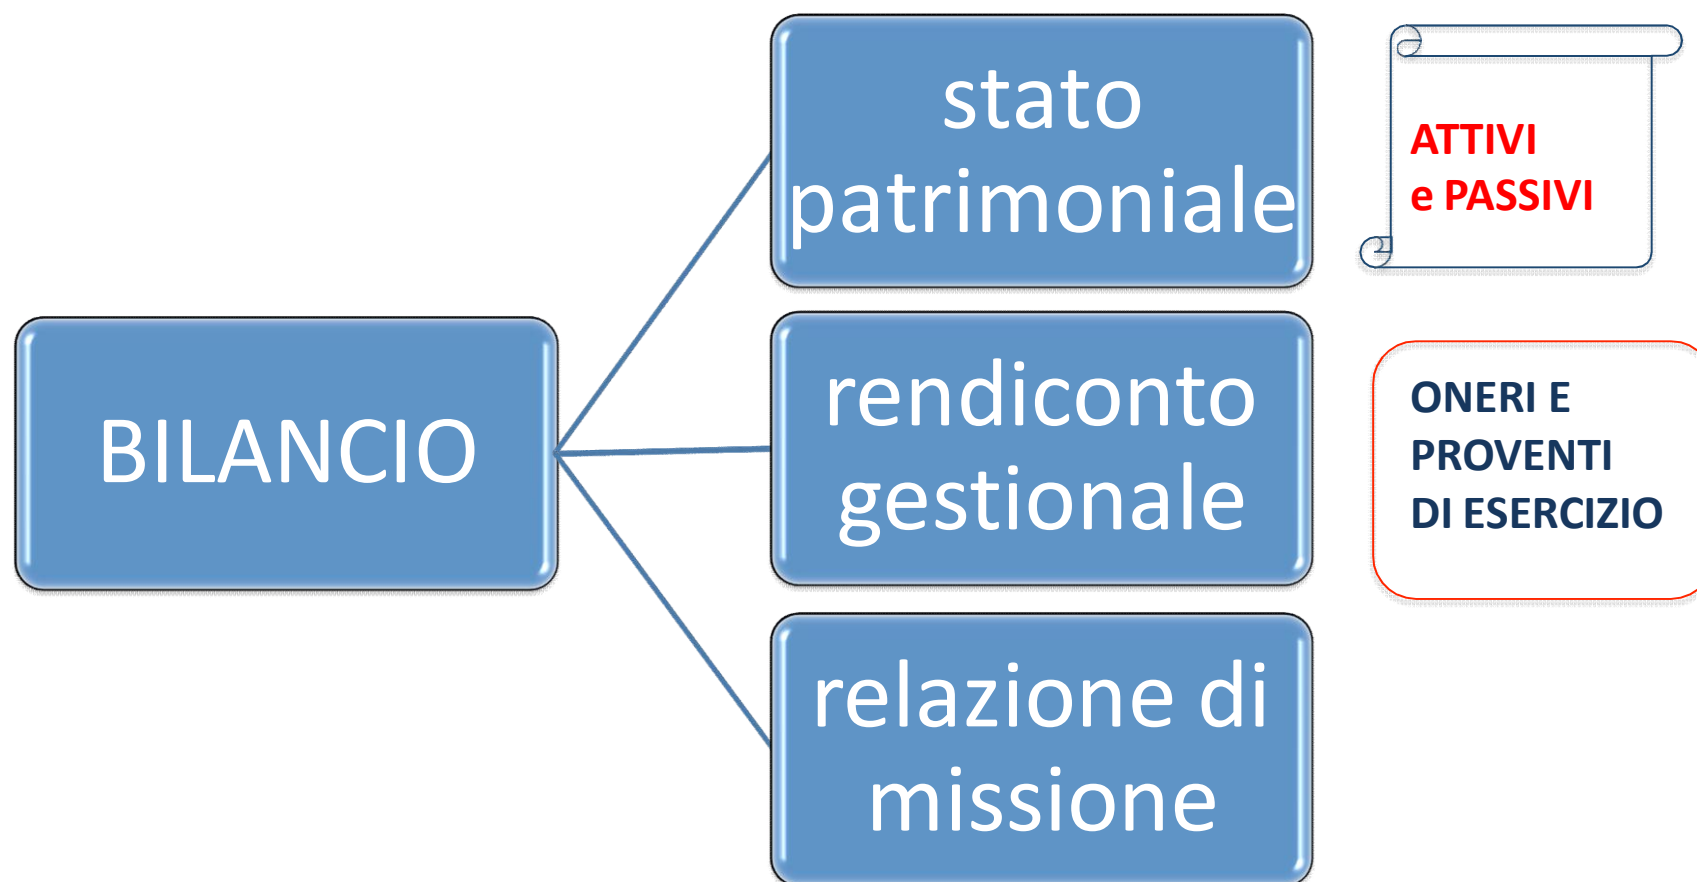 BILANCIO
stato
patrimoniale
ATTIVI
e PASSIVI
rendiconto
gestionale
ONERI E
PROVENTI
DI ESERCIZIO
relazione di
missione